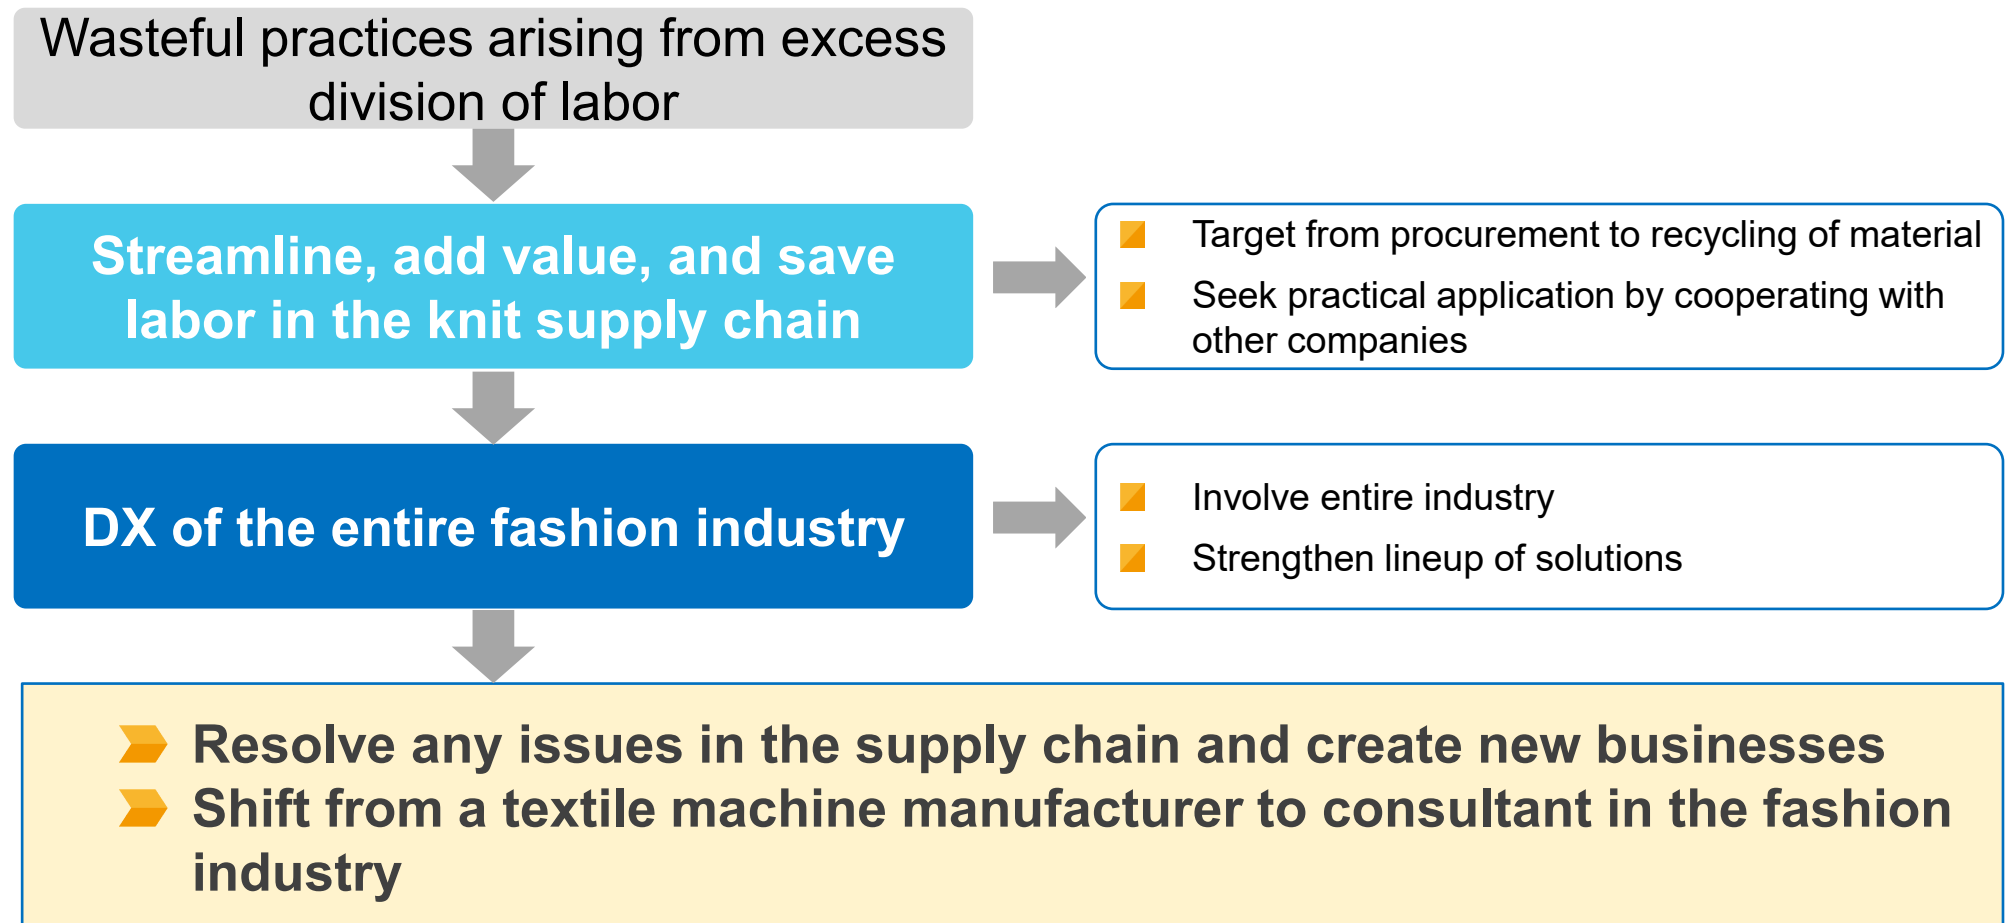 Wasteful practices arising from excess
division of labor
Streamline, add value, and save
labor in the knit supply chain
Target from procurement to recycling of material
Seek practical application by cooperating with
other companies
DX of the entire fashion industry
Involve entire industry
Strengthen lineup of solutions
Resolve any issues in the supply chain and create new businesses
Shift from a textile machine manufacturer to consultant in the fashion
industry